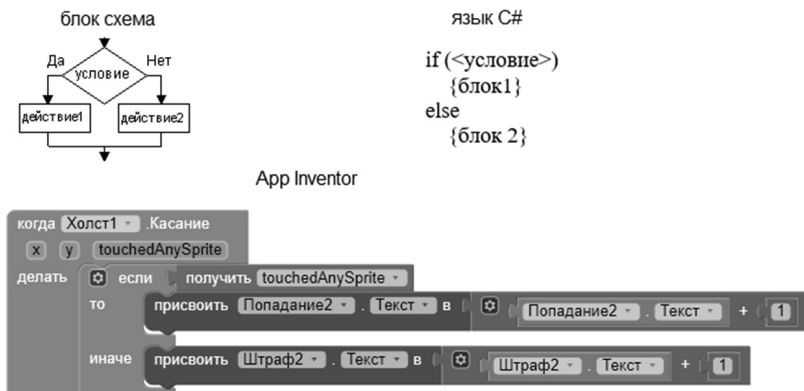 блок схема
язык C#
Да
Нет
условие
действие1
действие2
if (<условие>)
{блок1}
else
{блок 2}
App Inventor
когда Холст1 .Касание
x y touchedAnySprite
делать если получить touchedAnySprite
то присвоить Попадание2 . Текст в Попадание2 . Текст + 1
иначе присвоить Штраф2 . Текст в Штраф2 . Текст + 1